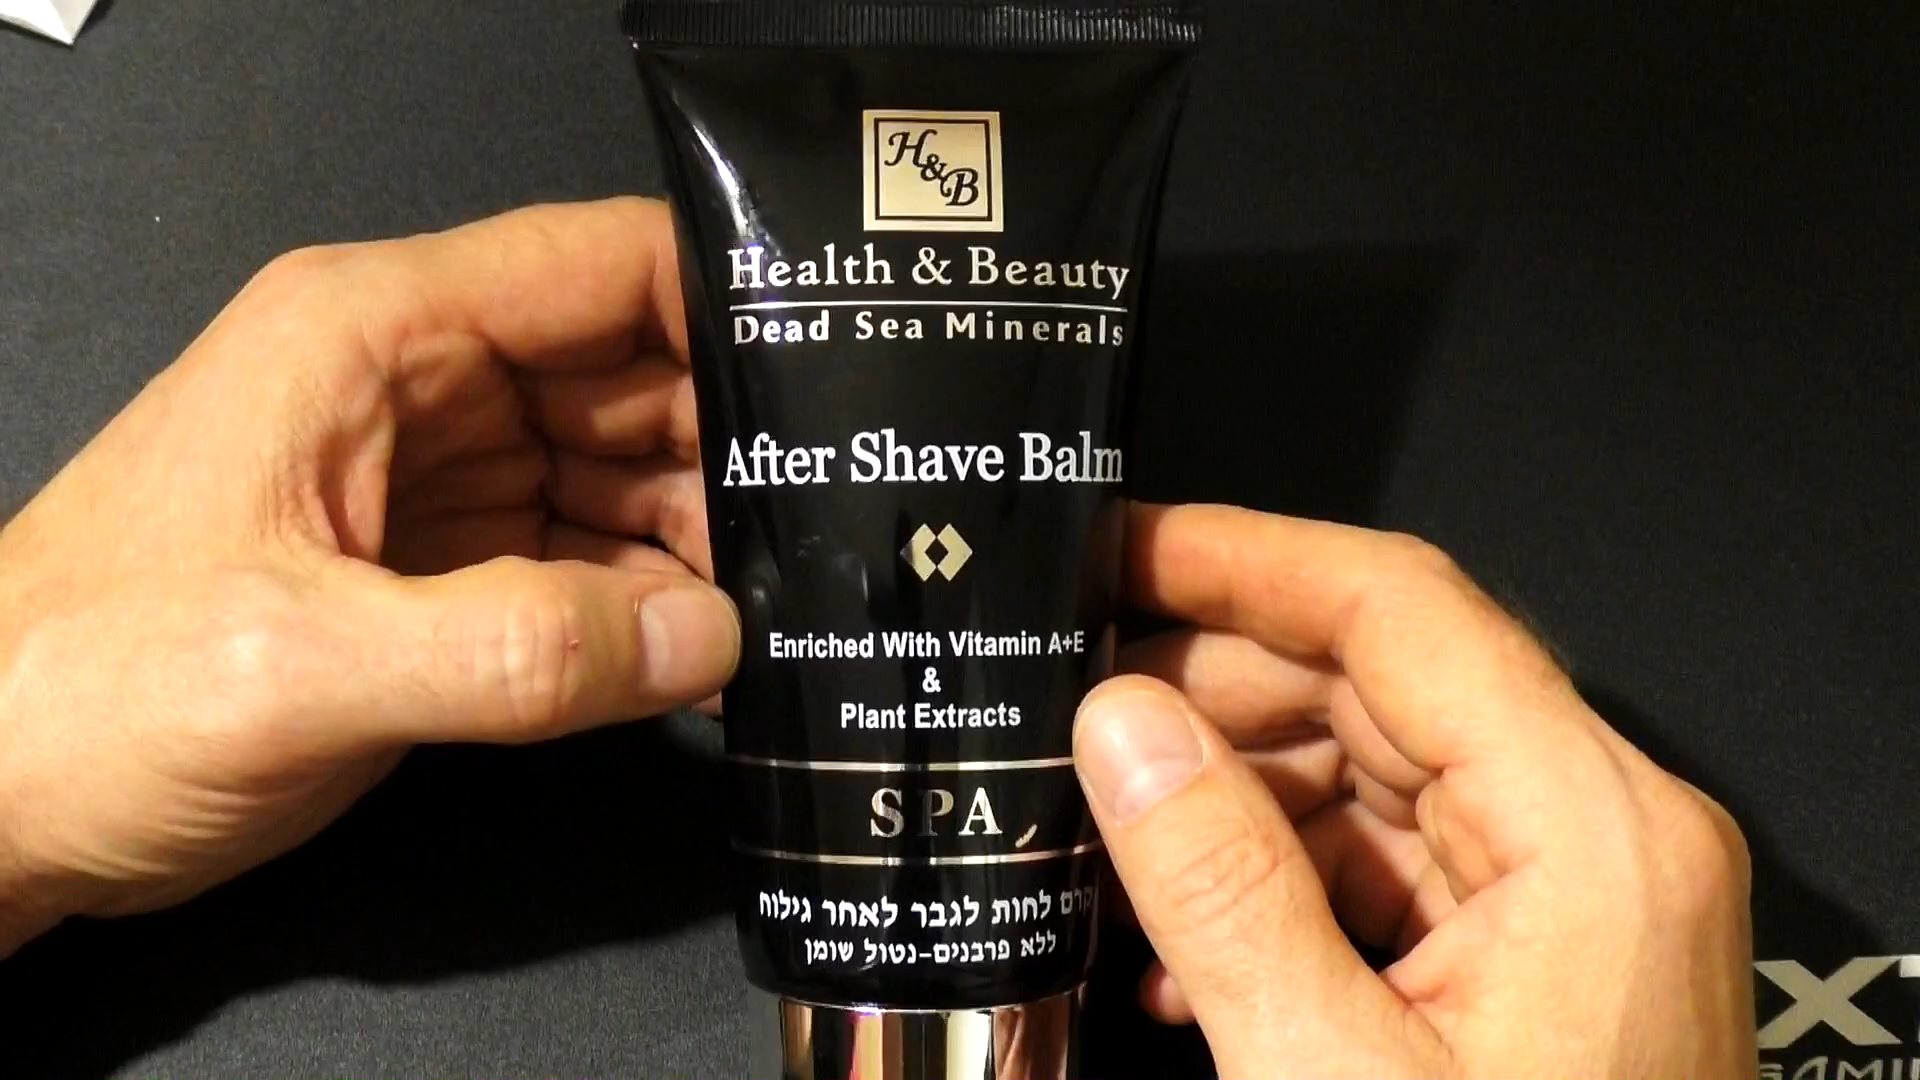 H&B
Health & Beauty
Dead Sea Minerals
After Shave Balm
Enriched With Vitamin A+E
&
Plant Extracts
SPA
קרם לחות לגבר לאחר גילוח
ללא פרבנים-נטול שומן